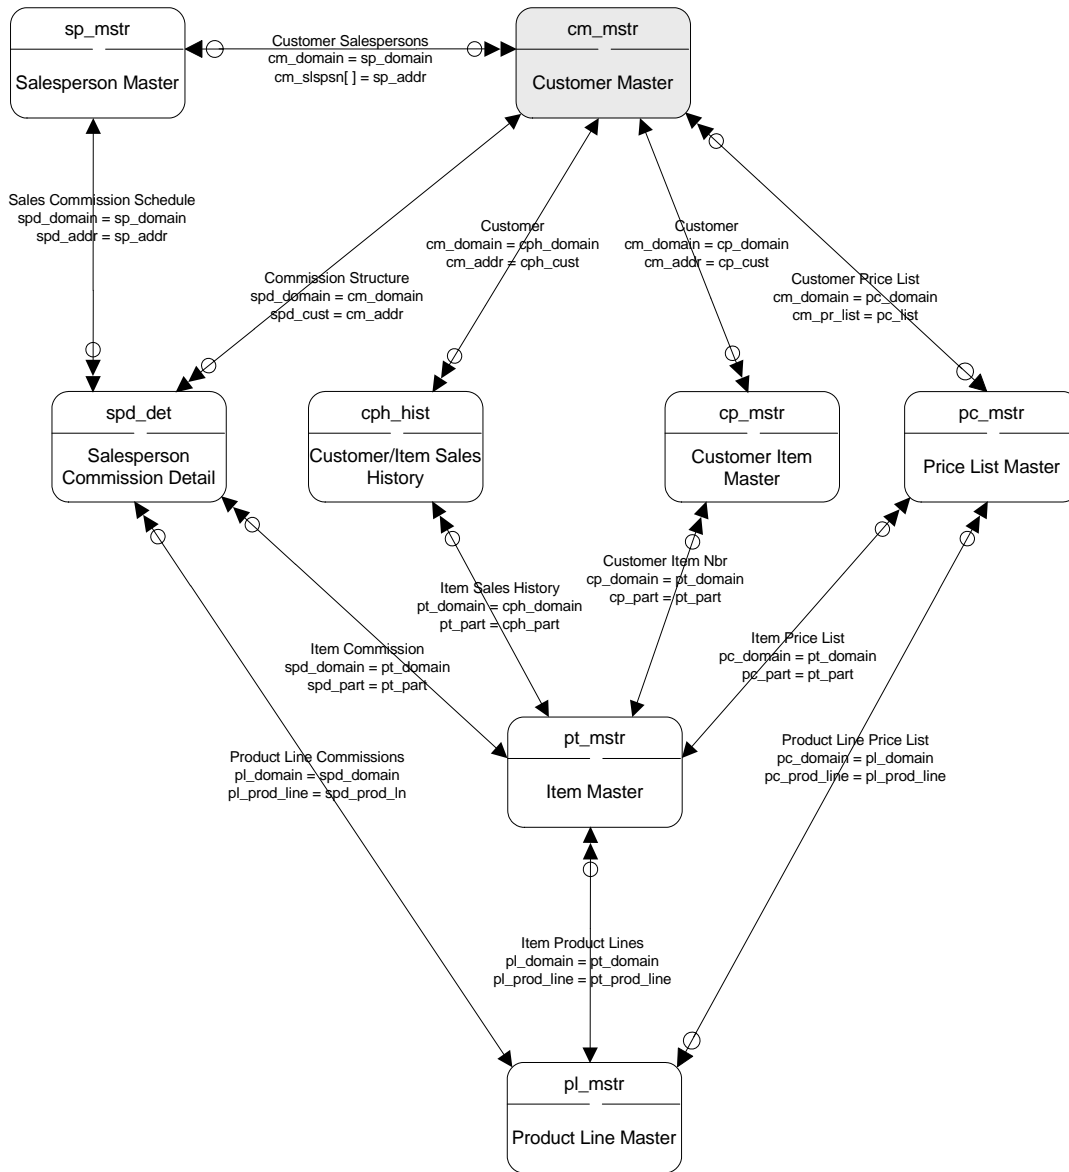 sp_mstr
Salesperson Master
Customer Salespersons
cm_domain = sp_domain
cm_slspsn[ ] = sp_addr
cm_mstr
Customer Master
Sales Commission Schedule
spd_domain = sp_domain
spd_addr = sp_addr
Commission Structure
spd_domain = cm_domain
spd_cust = cm_addr
Customer
cm_domain = cph_domain
cm_addr = cph_cust
Customer
cm_domain = cp_domain
cm_addr = cp_cust
Customer Price List
cm_domain = pc_domain
cm_pr_list = pc_list
spd_det
Salesperson
Commission Detail
cph_hist
Customer/Item Sales
History
cp_mstr
Customer Item
Master
pc_mstr
Price List Master
Item Commission
spd_domain = pt_domain
spd_part = pt_part
Item Sales History
pt_domain = cph_domain
pt_part = cph_part
Customer Item Nbr
cp_domain = pt_domain
cp_part = pt_part
Item Price List
pc_domain = pt_domain
pc_part = pt_part
Product Line Commissions
pl_domain = spd_domain
pl_prod_line = spd_prod_ln
pt_mstr
Item Master
Product Line Price List
pc_domain = pl_domain
pc_prod_line = pl_prod_line
Item Product Lines
pl_domain = pt_domain
pl_prod_line = pt_prod_line
pl_mstr
Product Line Master